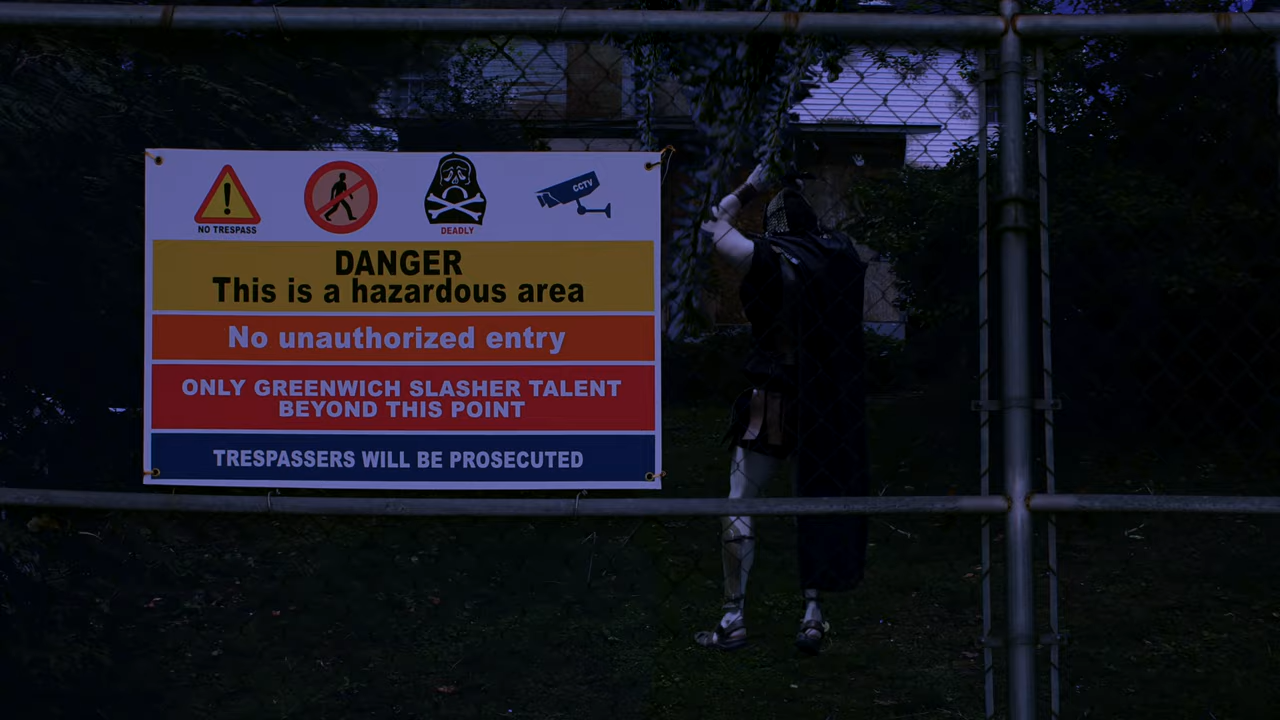 NO TRESPASS
DEADLY
CCTV
DANGER
This is a hazardous area
No unauthorized entry
ONLY GREENWICH SLASHER TALENT
BEYOND THIS POINT
TRESPASSERS WILL BE PROSECUTED